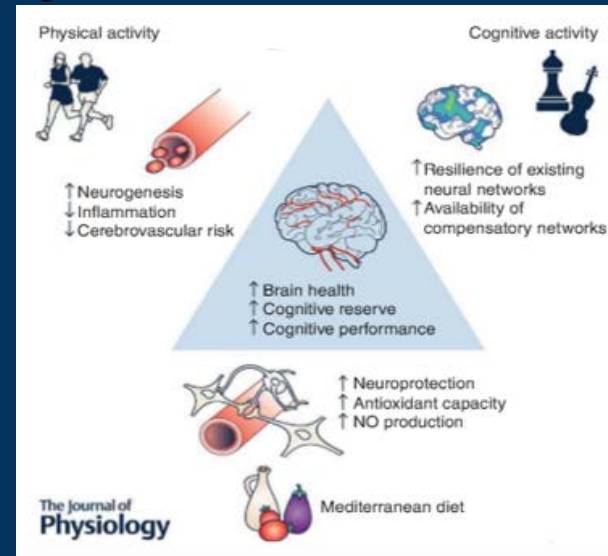 Physical activity
Cognitive activity
↑Neurogenesis
↓Inflammation
↓Cerebrovascular risk
↑Resilience of existing
neural networks
↑Availability of
compensatory networks
↑Brain health
↑Cognitive reserve
↑Cognitive performance
↑Neuroprotection
↑Antioxidant capacity
↑NO production
Mediterranean diet
The Journal of
Physiology